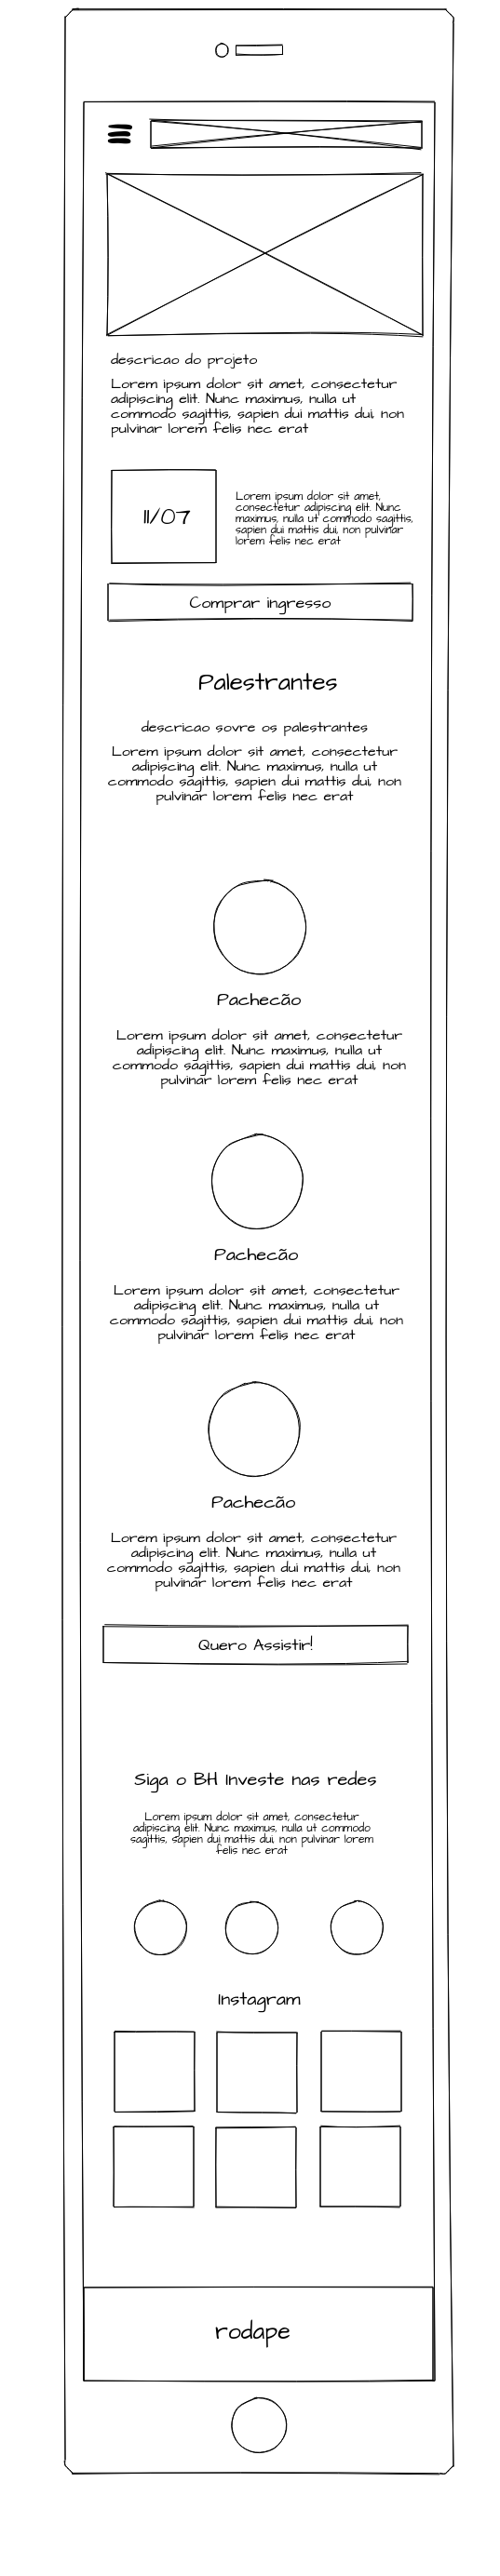 descricao do projeto
Lorem ipsum dolor sit amet, consectetur
adipiscing elit. Nunc maximus, nulla ut
commodo sagittis, sapien dui mattis dui, non
pulvinar lorem felis nec erat
11/07
Lorem ipsum dolor sit amet,
consectetur adipiscing elit. Nunc
maximus, nulla ut commodo sagittis,
sapien dui mattis dui, non pulvinar
lorem felis nec erat
Comprar ingresso
Palestrantes
descricao sovre os palestrantes
Lorem ipsum dolor sit amet, consectetur
adipiscing elit. Nunc maximus, nulla ut
commodo sagittis, sapien dui mattis dui, non
pulvinar lorem felis nec erat
Pachecão
Lorem ipsum dolor sit amet, consectetur
adipiscing elit. Nunc maximus, nulla ut
commodo sagittis, sapien dui mattis dui, non
pulvinar lorem felis nec erat
Pachecão
Lorem ipsum dolor sit amet, consectetur
adipiscing elit. Nunc maximus, nulla ut
commodo sagittis, sapien dui mattis dui, non
pulvinar lorem felis nec erat
Pachecão
Lorem ipsum dolor sit amet, consectetur
adipiscing elit. Nunc maximus, nulla ut
commodo sagittis, sapien dui mattis dui, non
pulvinar lorem felis nec erat
Quero Assistir!
Siga o BH Investe nas redes
Lorem ipsum dolor sit amet, consectetur
adipiscing elit. Nunc maximus, nulla ut commodo
sagittis, sapien dui mattis dui, non pulvinar lorem
felis nec erat
Instagram
rodape